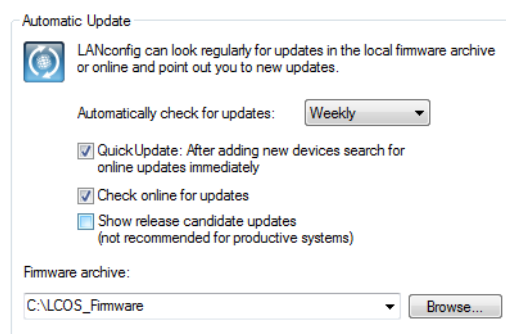 Automatic Update
LANconfig can look regularly for updates in the local firmware archive
or online and point out you to new updates.
Automatically check for updates: Weekly
QuickUpdate: After adding new devices search for
online updates immediately
Check online for updates
Show release candidate updates
(not recommended for productive systems)
Firmware archive:
C:\LCOS_Firmware Browse...